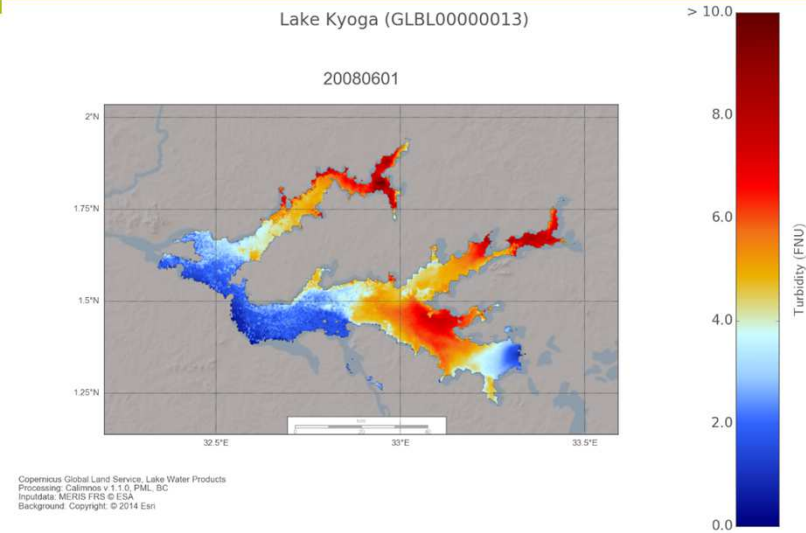 Lake Kyoga (GLBL00000013)
20080601
> 10.0
8.0
6.0
4.0
2.0
0.0
Turbidity (FNU)
2°N
1.75°N
1.5°N
1.25°N
32.5°E
33°E
33.5°E
Copernicus Global Land Service, Lake Water Products
Processing: Calimnos v.1.1.0, PML, BC
Inputdata: MERIS FRS © ESA
Background: Copyright: © 2014 Esri